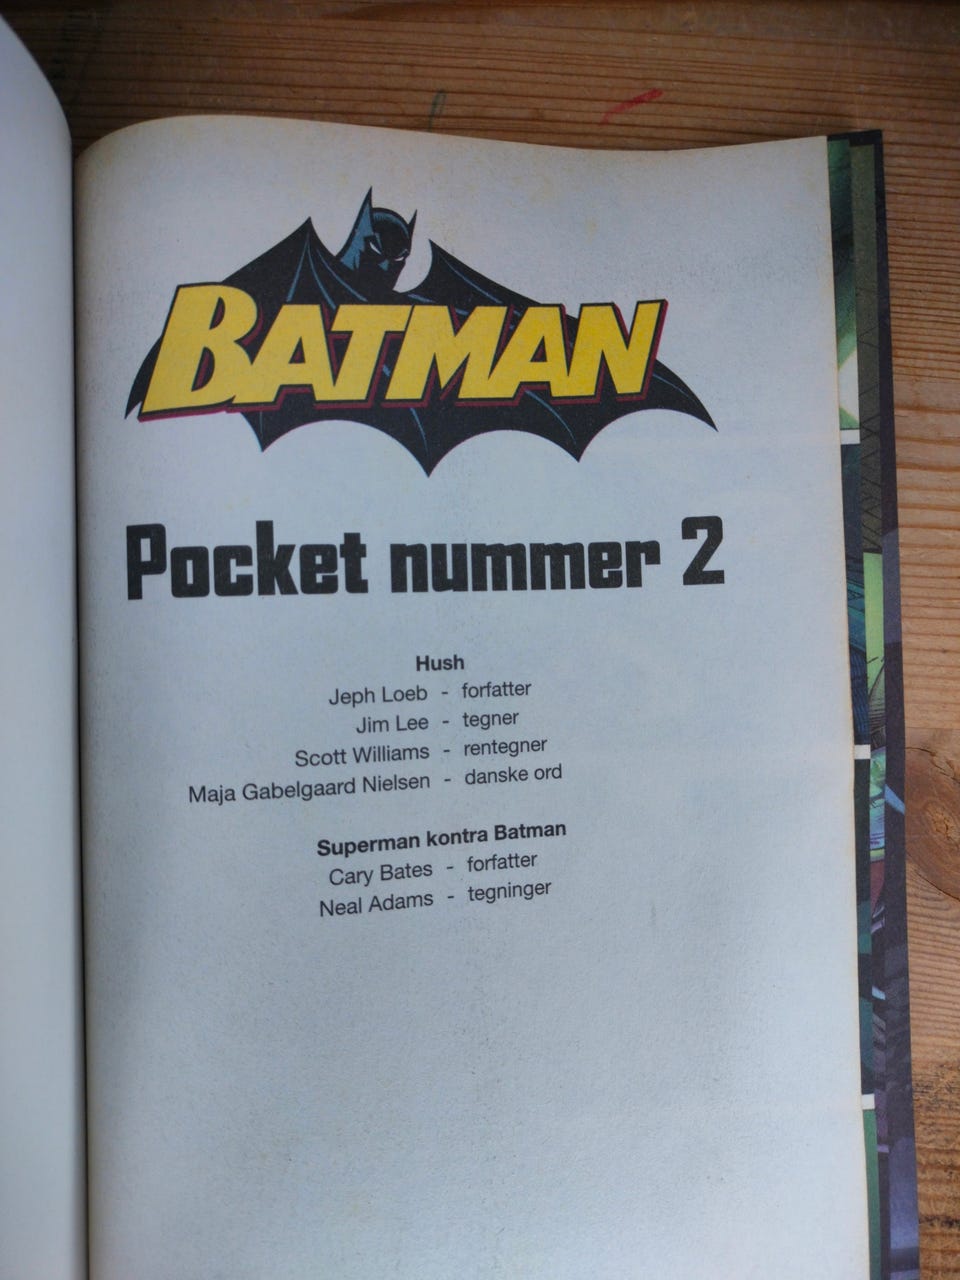 BATMAN
Pocket nummer 2
Hush
Jeph Loeb - forfatter
Jim Lee - tegner
Scott Williams - rentegner
Maja Gabelgaard Nielsen - danske ord
Superman kontra Batman
Cary Bates - forfatter
Neal Adams - tegninger